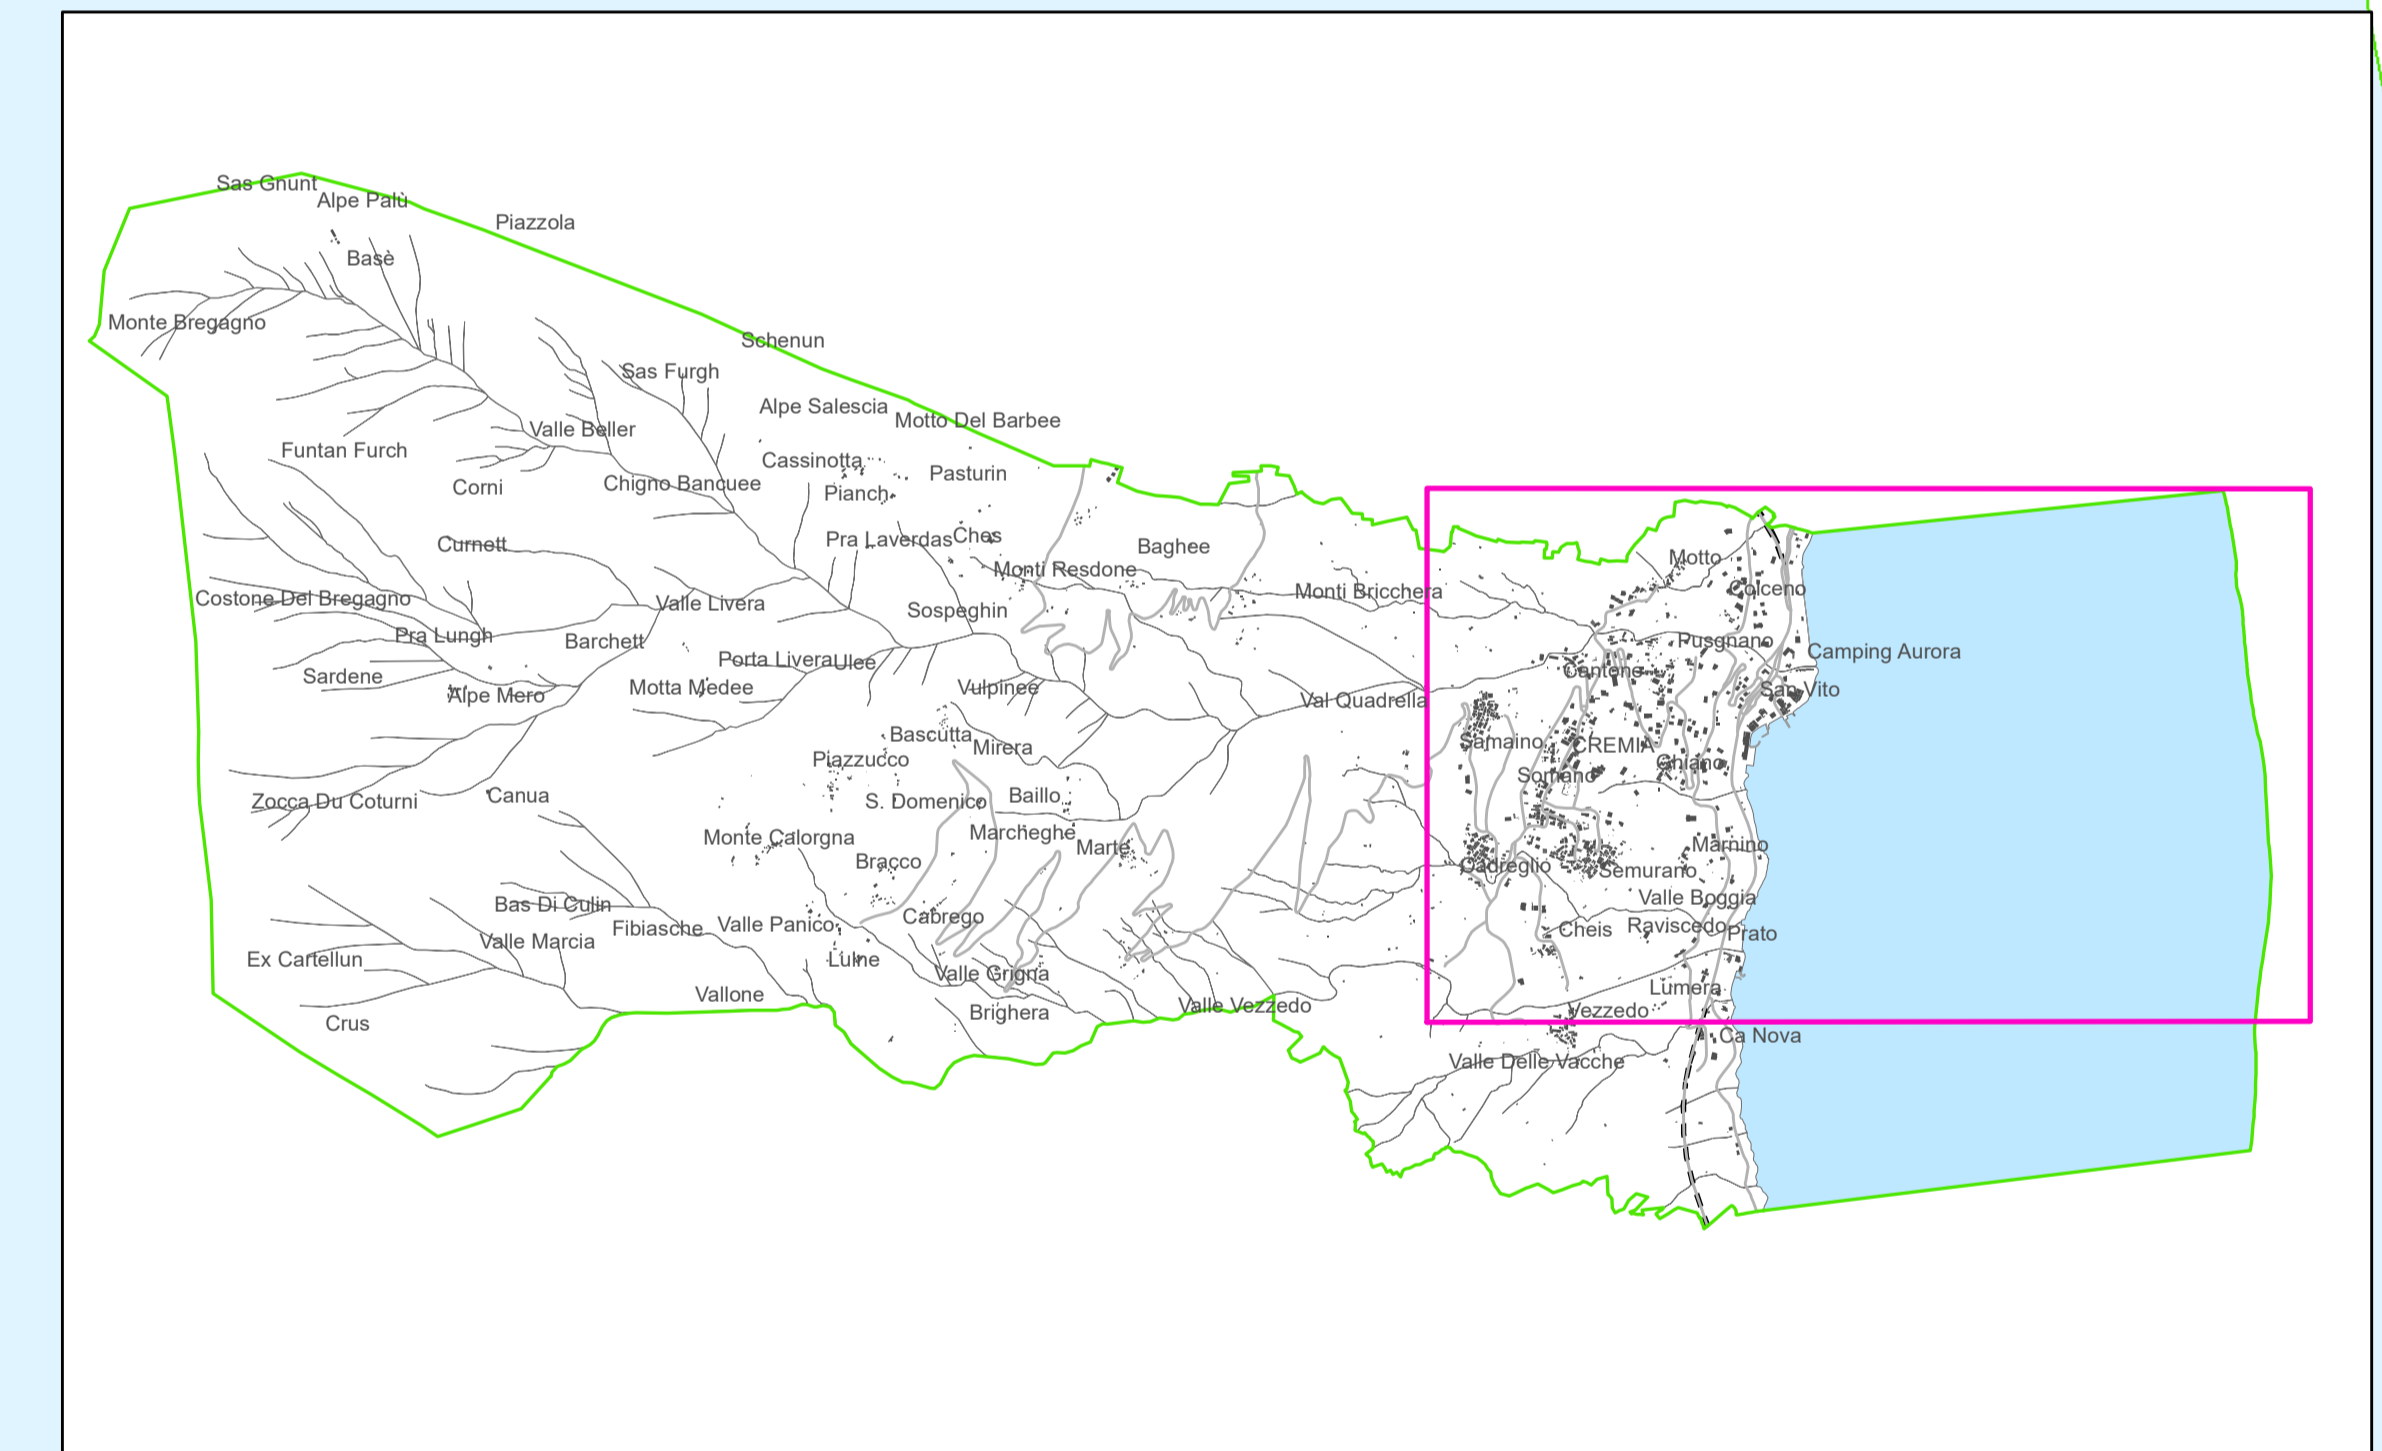 Sas Gnunt
Alpe Palù
Piazzola
Basè
Monte Bregagno
Schenun
Sas Furgh
Alpe Salescia
Motto Del Barbee
Valle Beller
Funtan Furch
Cassinotta
Pasturin
Corni
Chigno Bancuee
Pianch
Curnott
Pra Laverdas
Ches
Baghee
Motto
Monti Resdone
Colceno
Monti Bricchera
Costone Del Bregagno
Valle Livera
Sospeghin
Pra Lungh
Barchett
Pusgnano
Camping Aurora
Porta Livera
Ulee
Cantone
Sardene
Motta Medee
Vulpinee
San Vito
Alpe Mero
Val Quadrella
Bascutta
Mirera
Samaino
CREMIA
Piazzucco
Ghiano
Somano
Canua
Baillo
Zocca Du Coturni
S. Domenico
Marcheghe
Monte Calorgna
Marte
Marnino
Bracco
Cadreglio
Semurano
Valle Boggia
Bas Di Culin
Cabrego
Fibiasche
Valle Panico
Raviscedo
Cheis
Prato
Valle Marcia
Ex Cartellun
Luine
Valle Grigna
Lumera
Vallone
Valle Vezzedo
Brighera
Vezzedo
Crus
Ca Nova
Valle Delle Vacche